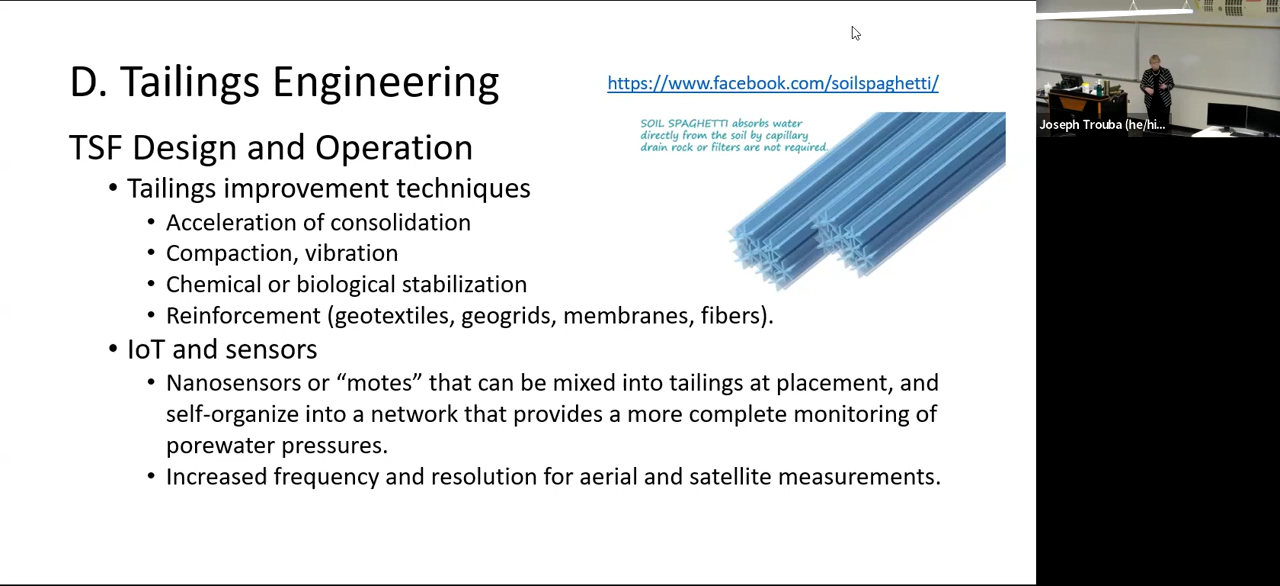 D. Tailings Engineering
https://www.facebook.com/soilspaghetti/
SOIL SPAGHETTI absorbs water
directly from the soil by capillary
drain rock or filters are not required.
TSF Design and Operation
• Tailings improvement techniques
• Acceleration of consolidation
• Compaction, vibration
• Chemical or biological stabilization
• Reinforcement (geotextiles, geogrids, membranes, fibers).
• IoT and sensors
• Nanosensors or “motes” that can be mixed into tailings at placement, and
self-organize into a network that provides a more complete monitoring of
porewater pressures.
• Increased frequency and resolution for aerial and satellite measurements.
Joseph Trouba (he/hi...